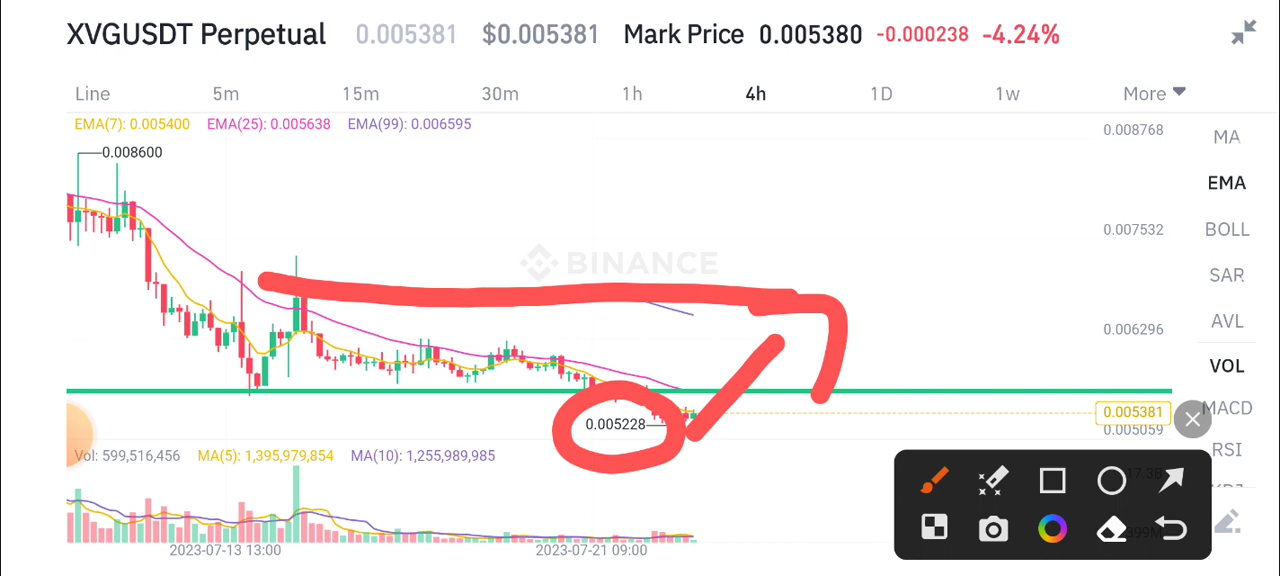 XVGUSDT Perpetual 0.005381 $0.005381 Mark Price 0.005380 -0.000238 -4.24%
Line 5m 15m 30m 1h 4h 1D 1w More
EMA(7): 0.005400 EMA(25): 0.005638 EMA(99): 0.006595
0.008768
MA
0.008600
EMA
0.007532
BOLL
BINANCE
SAR
AVL
0.006296
VOL
MACD
0.005381
0.005228
0.005059
RSI
Vol: 599,516,456 MA(5): 1,395,979,854 MA(10): 1,255,989,985
2023-07-13 13:00 2023-07-21 09:00